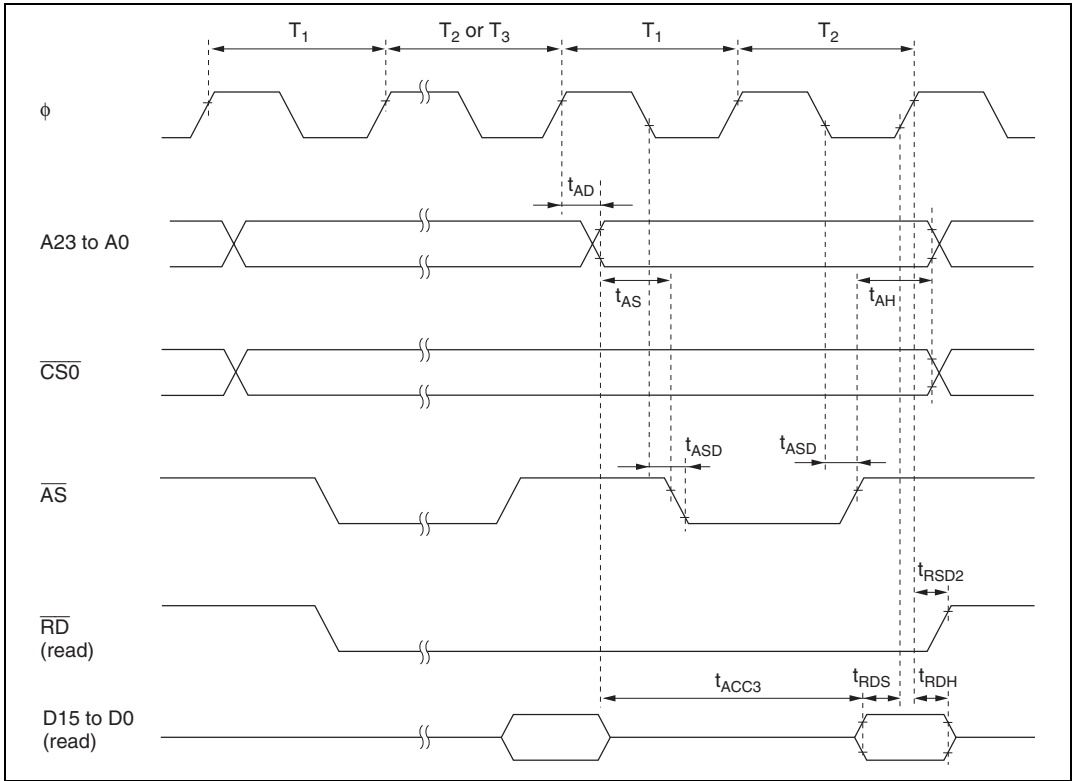 T1 T2 or T3 T1 T2
ϕ
tAD
A23 to A0
tAS tAH
CS0
tASD tASD
AS
tRSD2
RD
(read)
tACC3 tRDS tRDH
D15 to D0
(read)